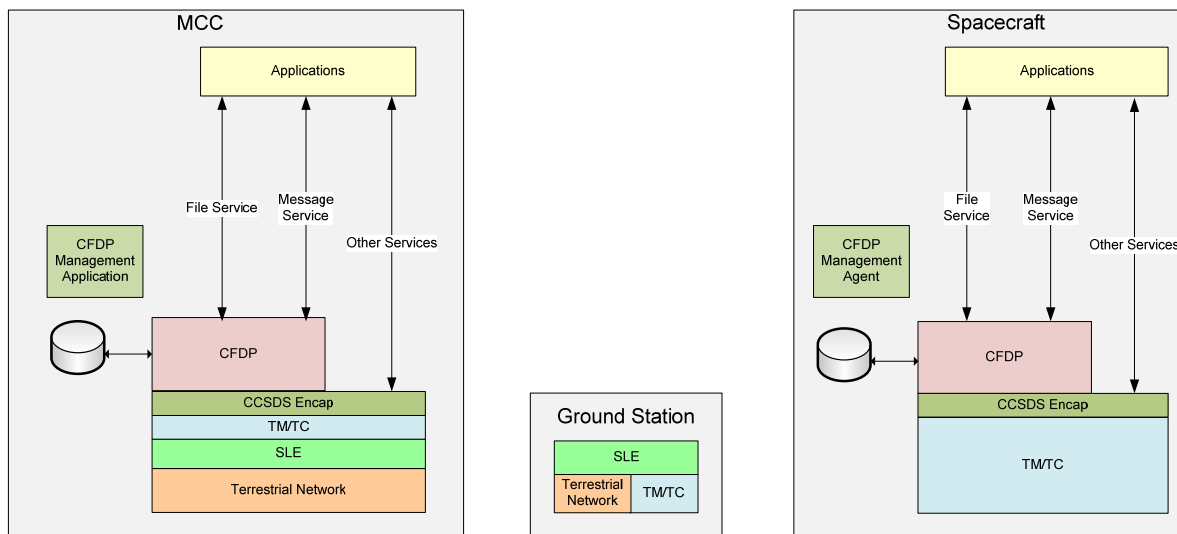 MCC
Applications
File Service
Message
Service
Other Services
CFDP
Management
Application
CFDP
CCSDS Encap
TM/TC
SLE
Terrestrial Network
Ground Station
SLE
Terrestrial
Network
TM/TC
Spacecraft
Applications
File
Service
Message
Service
Other Services
CFDP
Management
Agent
CFDP
CCSDS Encap
TM/TC